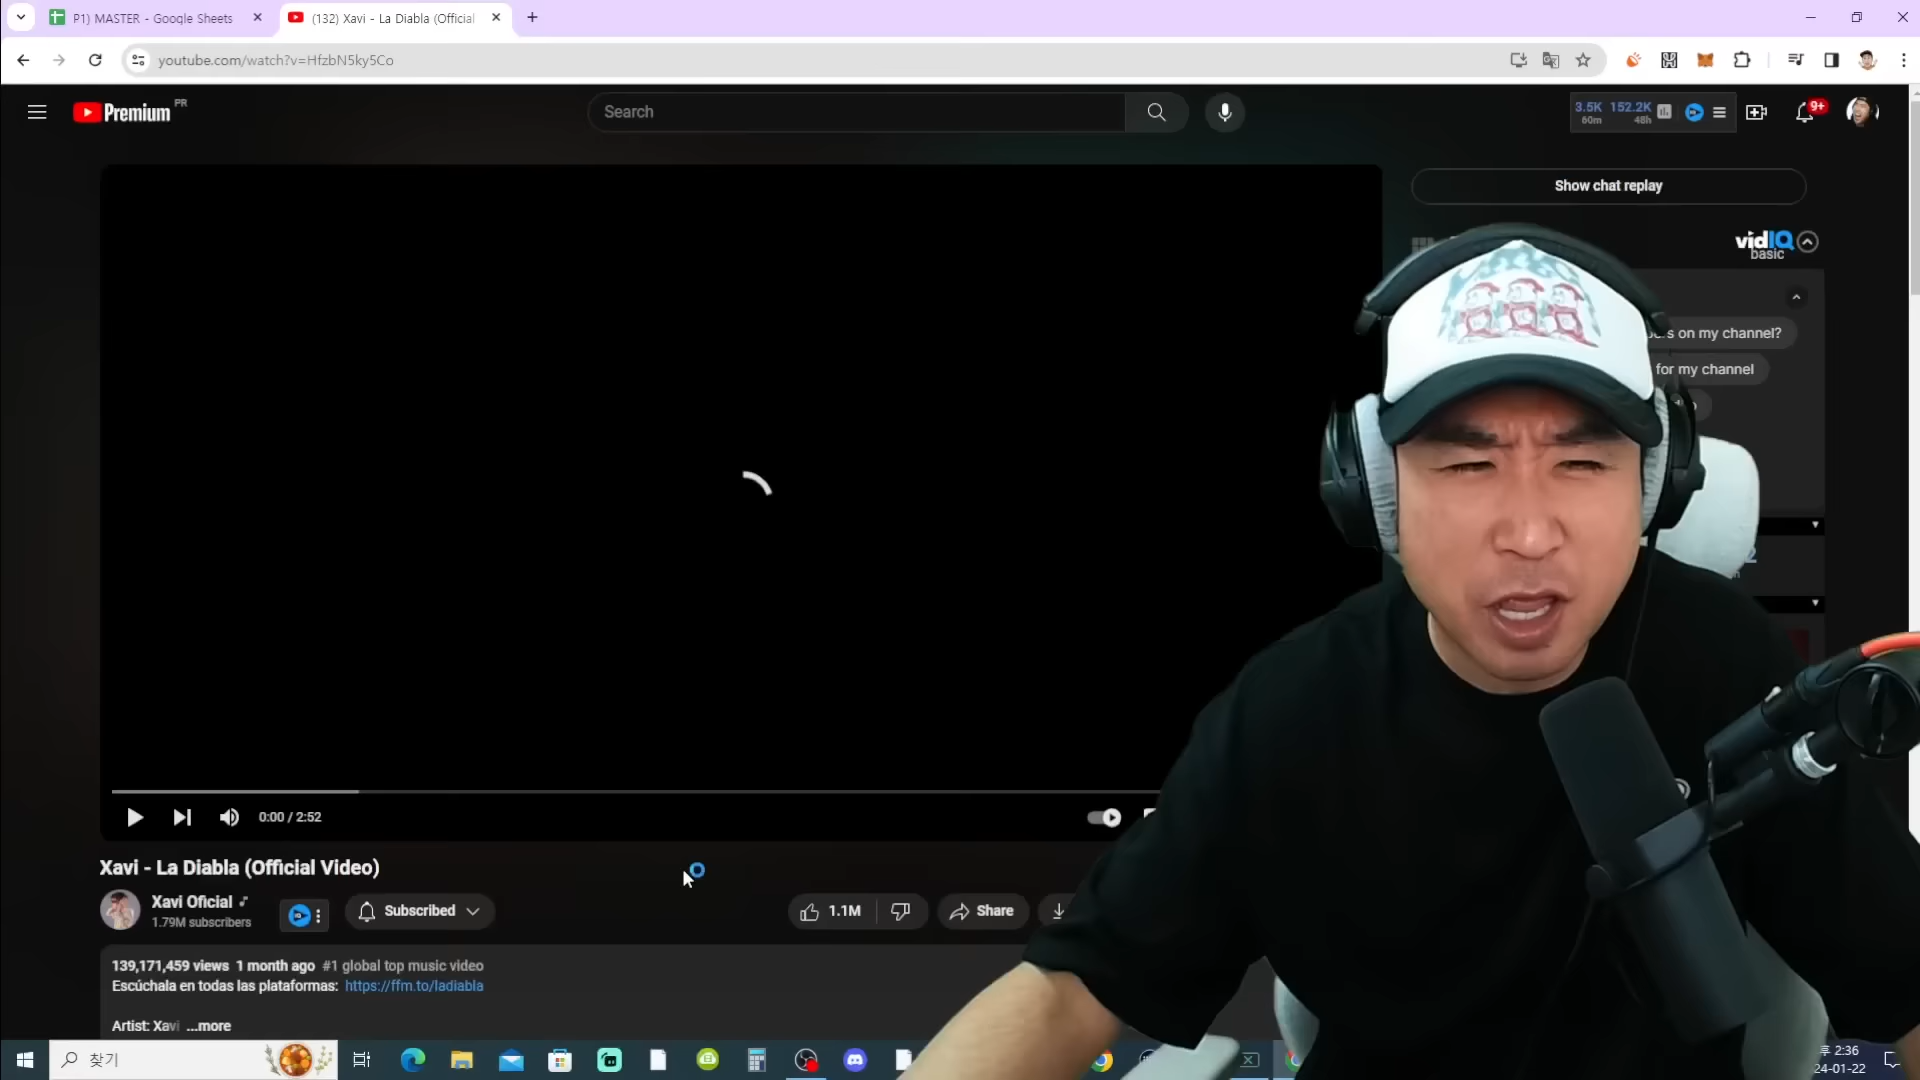 P1) MASTER - Google Sheets
(132) Xavi - La Diabla (Official
youtube.com/watch?v=HfzbN5ky5Co
Premium PR
Search
3.5K 152.2K
60m 48h
9+
Show chat replay
vidIQ
basic
on my channel?
for my channel
0:00 / 2:52
Xavi - La Diabla (Official Video)
Xavi Oficial
1.79M subscribers
Subscribed
1.1M
Share
139,171,459 views 1 month ago #1 global top music video
Escúchala en todas las plataformas: https://ffm.to/ladiabla
Artist: Xavi ...more
찾기
후 2:36
24-01-22